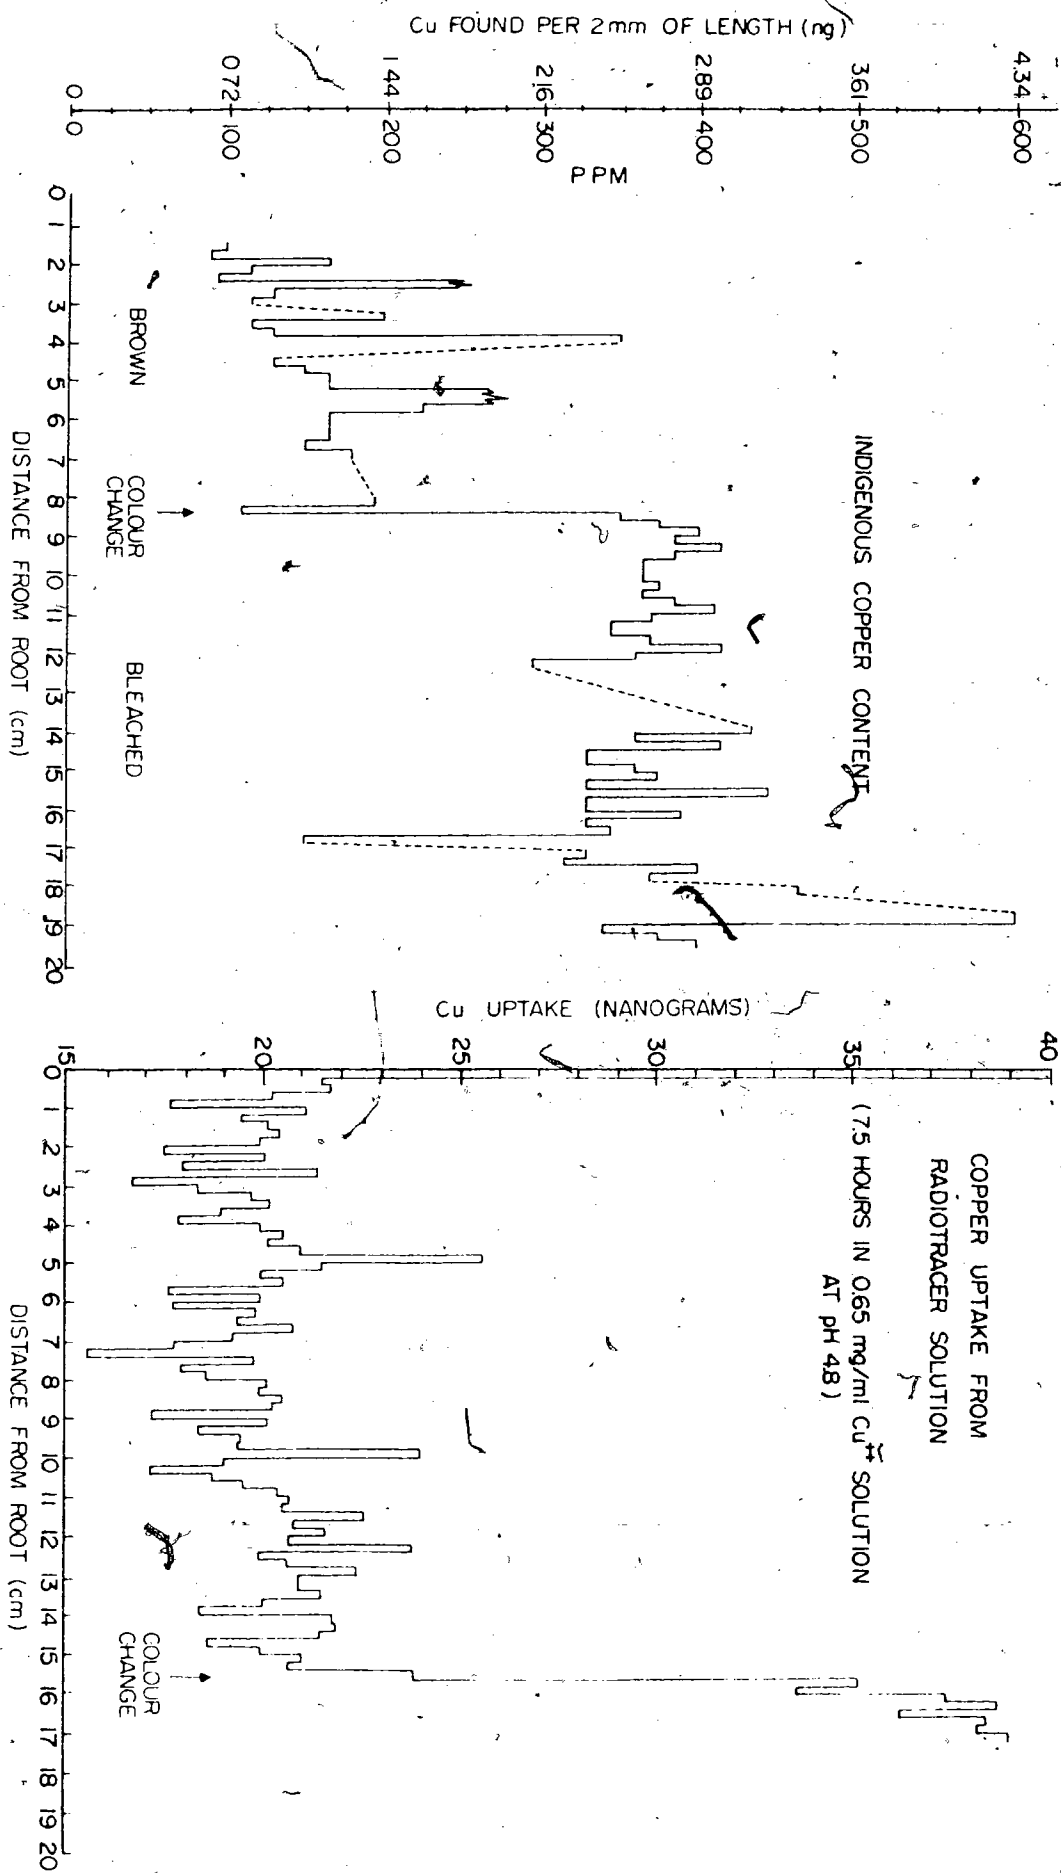 INDIGENOUS COPPER CONTENT
Cu FOUND PER 2mm OF LENGTH (ng)
4.34
3.61
2.89
2.16
1.44
0.72
PPM
600
500
400
300
200
100
0
0 1 2 3 4 5 6 7 8 9 10 11 12 13 14 15 16 17 18 19 20
BROWN
COLOUR
CHANGE
BLEACHED
DISTANCE FROM ROOT (cm)
COPPER UPTAKE FROM
RADIOTRACER SOLUTION
(7.5 HOURS IN 0.65 mg/ml Cu++ SOLUTION
AT pH 4.8)
Cu UPTAKE (NANOGRAMS)
40
35
30
25
20
15
0 1 2 3 4 5 6 7 8 9 10 11 12 13 14 15 16 17 18 19 20
COLOUR
CHANGE
DISTANCE FROM ROOT (cm)